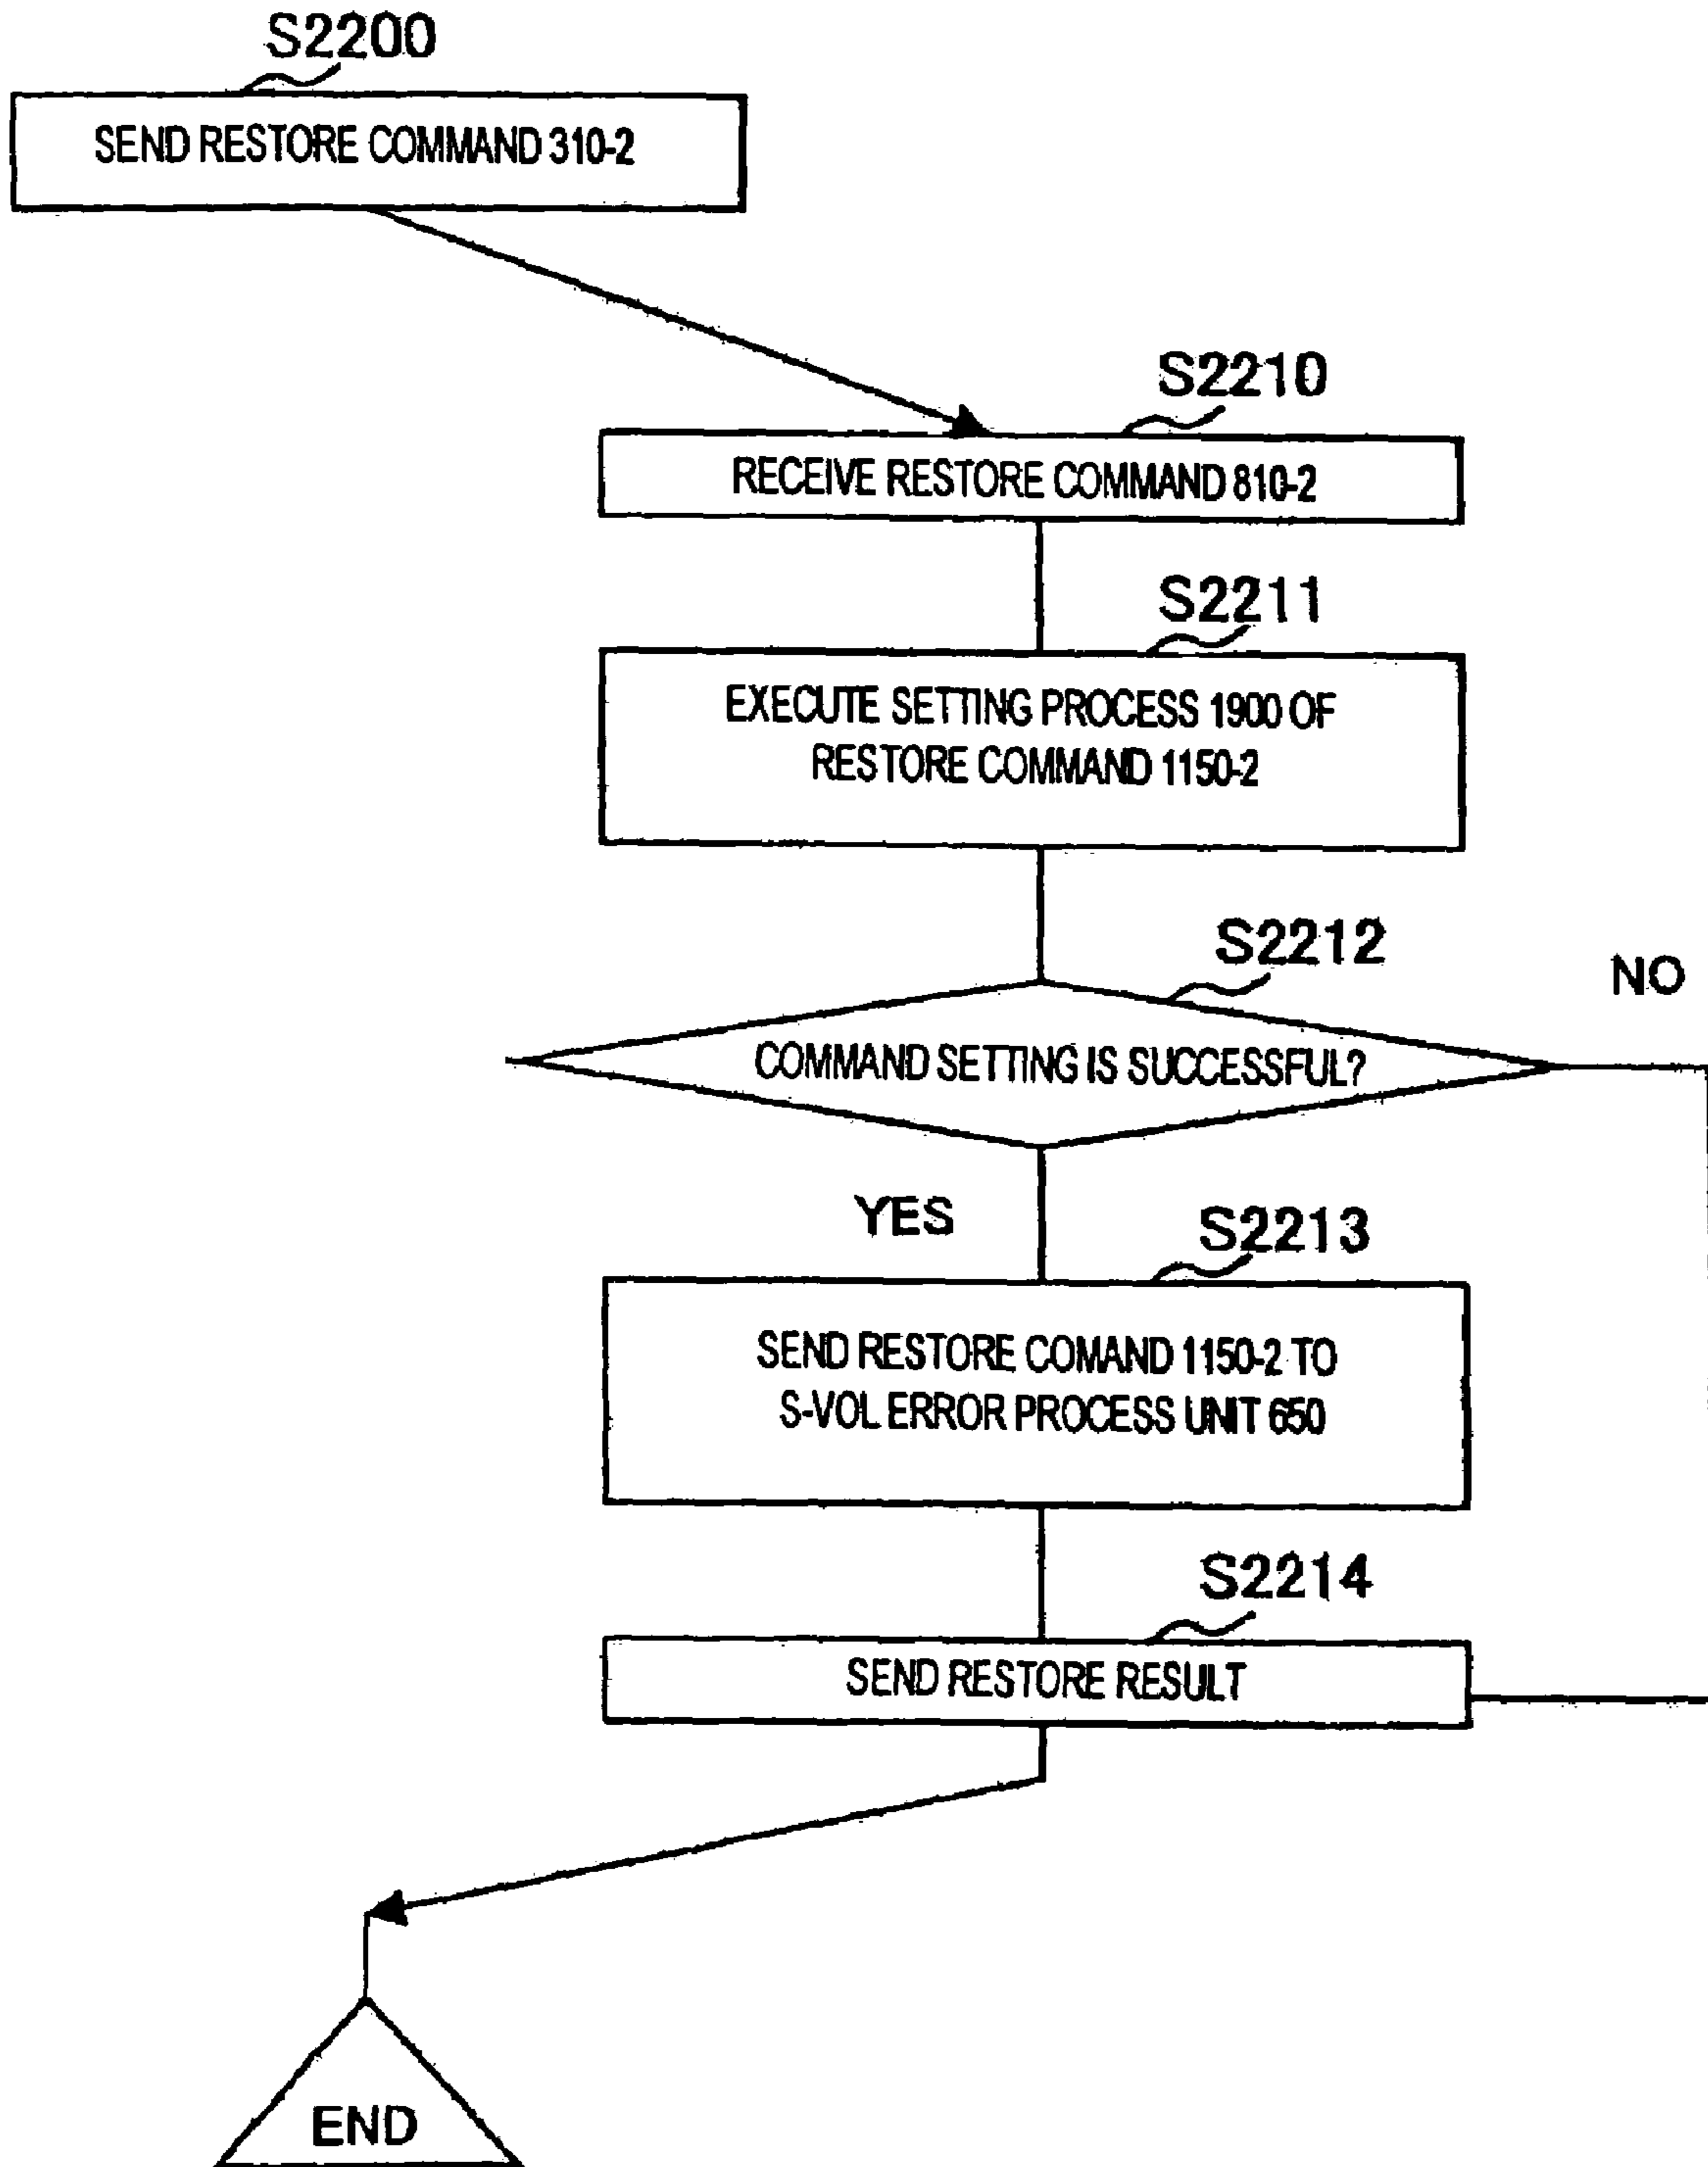 S2200
SEND RESTORE COMMAND 310-2
S2210
RECEIVE RESTORE COMMAND 810-2
S2211
EXECUTE SETTING PROCESS 1900 OF
RESTORE COMMAND 1150-2
S2212
NO
COMMAND SETTING IS SUCCESSFUL?
YES
S2213
SEND RESTORE COMAND 1150-2 TO
S-VOL ERROR PROCESS UNIT 650
S2214
SEND RESTORE RESULT
END